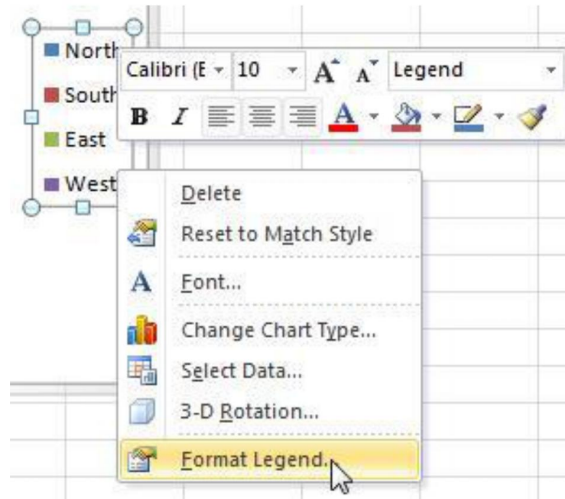 North
South
East
West
Calibri (E 10 A A Legend
B I A
Delete
Reset to Match Style
A Font...
Change Chart Type...
Select Data...
3-D Rotation...
Format Legend...